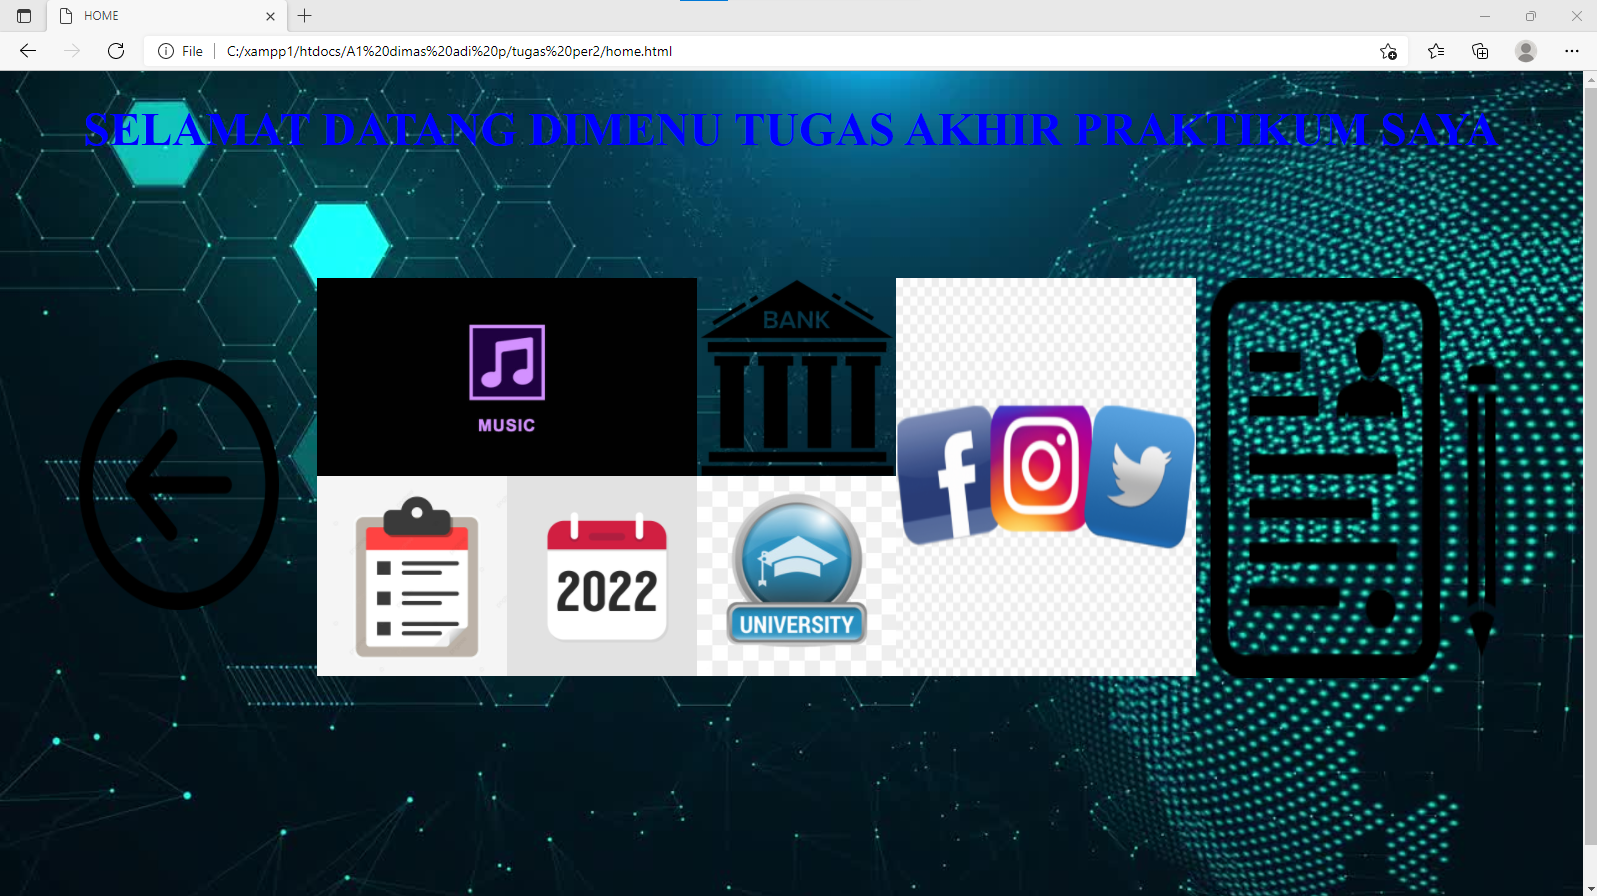 HOME
File
C:/xampp1/htdocs/A1%20dimas%20adi%20p/tugas%20per2/home.html
SELAMAT DATANG DIMENU TUGAS AKHIR PRAKTIKUM SAYA
MUSIC
BANK
2022
UNIVERSITY